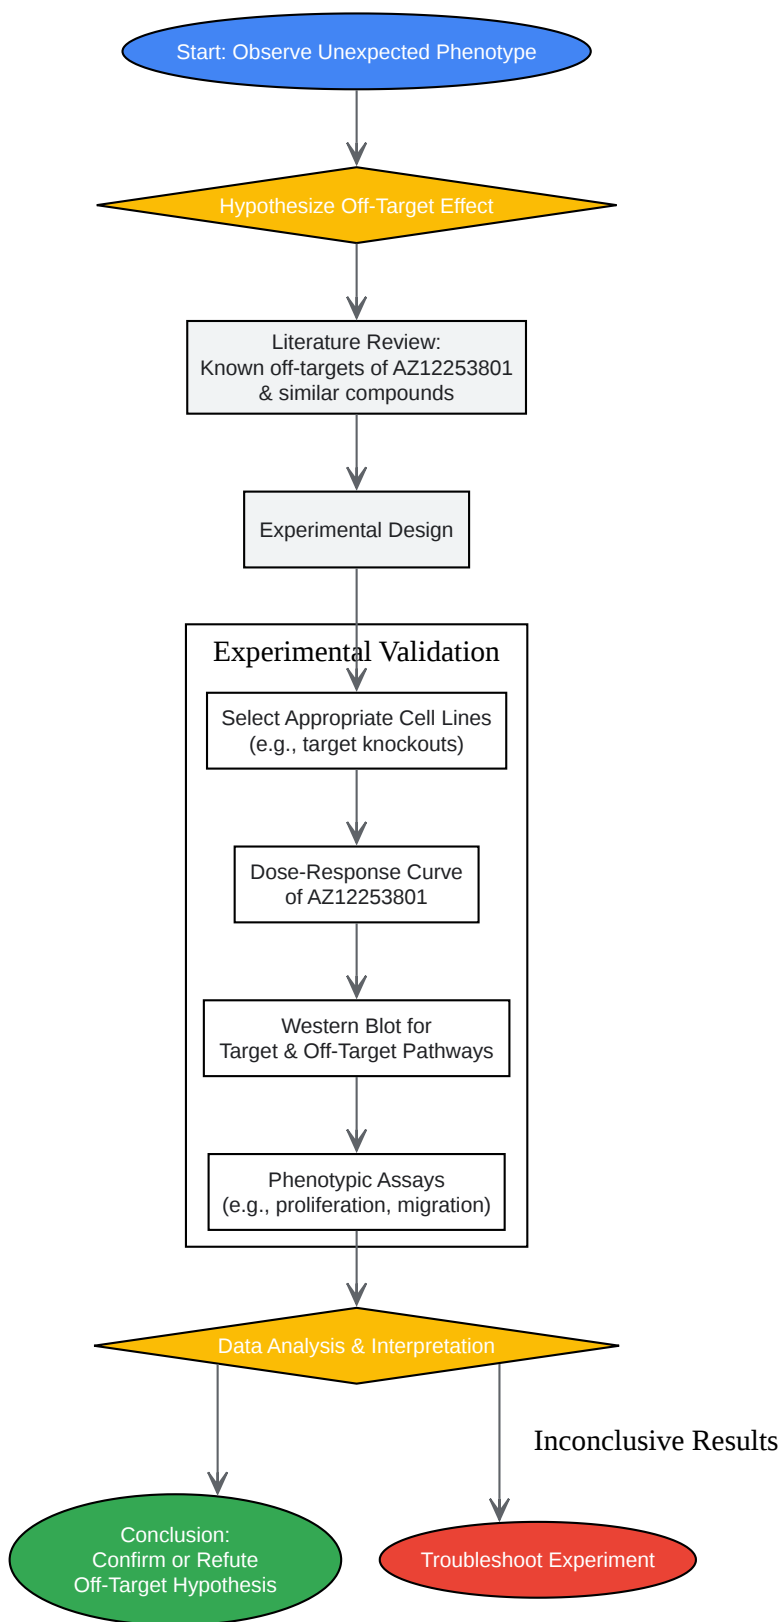 Start: Observe Unexpected Phenotype
Hypothesize Off-Target Effect
Literature Review:
Known off-targets of AZ12253801
& similar compounds
Experimental Design
Experimental Validation
Select Appropriate Cell Lines
(e.g., target knockouts)
Dose-Response Curve
of AZ12253801
Western Blot for
Target & Off-Target Pathways
Phenotypic Assays
(e.g., proliferation, migration)
Data Analysis & Interpretation
Inconclusive Results
Conclusion:
Confirm or Refute
Off-Target Hypothesis
Troubleshoot Experiment